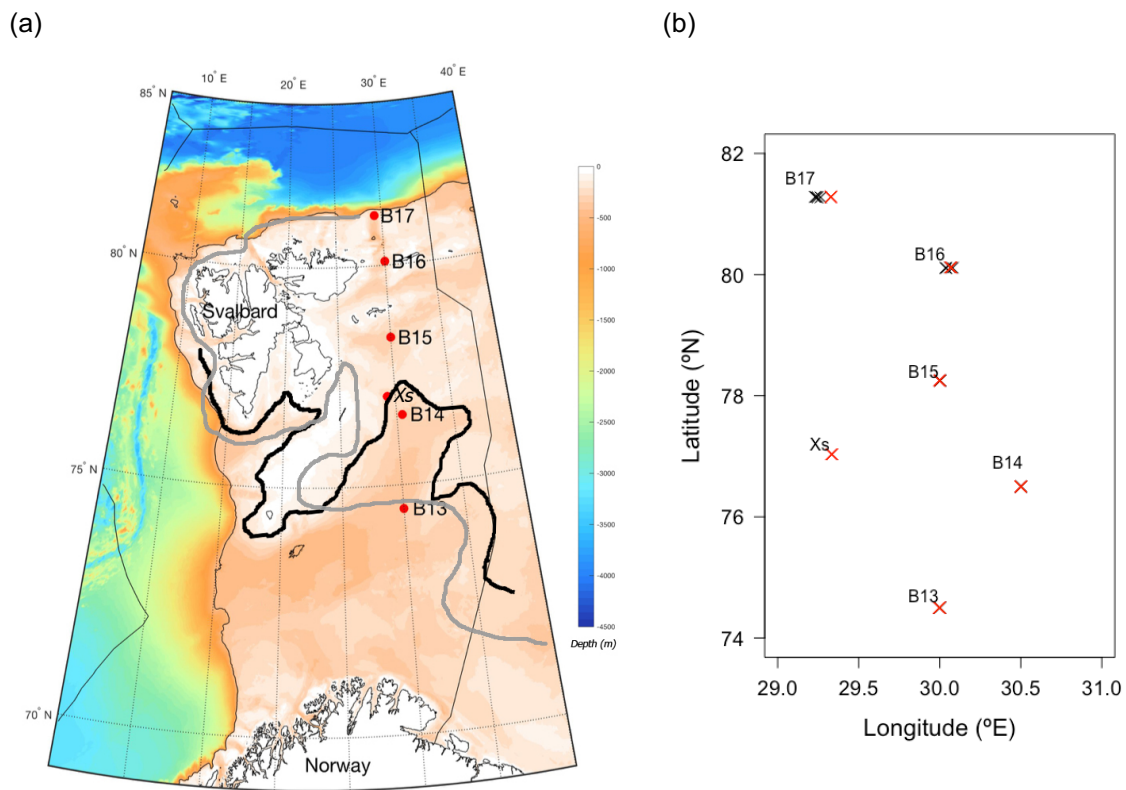 (a)
(b)
10° E
20° E
30° E
40° E
85° N
80° N
75° N
70° N
B17
B16
Svalbard
B15
Xs
B14
B13
Norway
0
-500
-1000
-1500
-2000
-2500
-3000
-3500
-4000
-4500
Depth (m)
82
80
78
76
74
Latitude (ºN)
B17
B16
B15
Xs
B14
B13
29.0
29.5
30.0
30.5
31.0
Longitude (ºE)